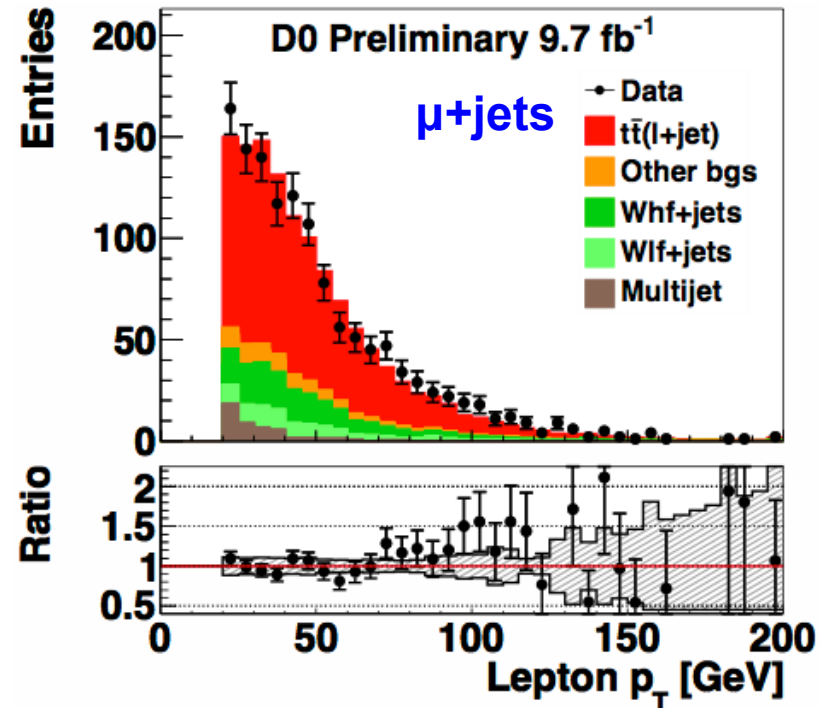 Entries
200
150
100
50
0
D0 Preliminary 9.7 fb⁻¹
μ+jets
Data
tt̄(l+jet)
Other bgs
Whf+jets
Wlf+jets
Multijet
Ratio
2
1.5
1
0.5
0 50 100 150 200
Lepton p_T [GeV]